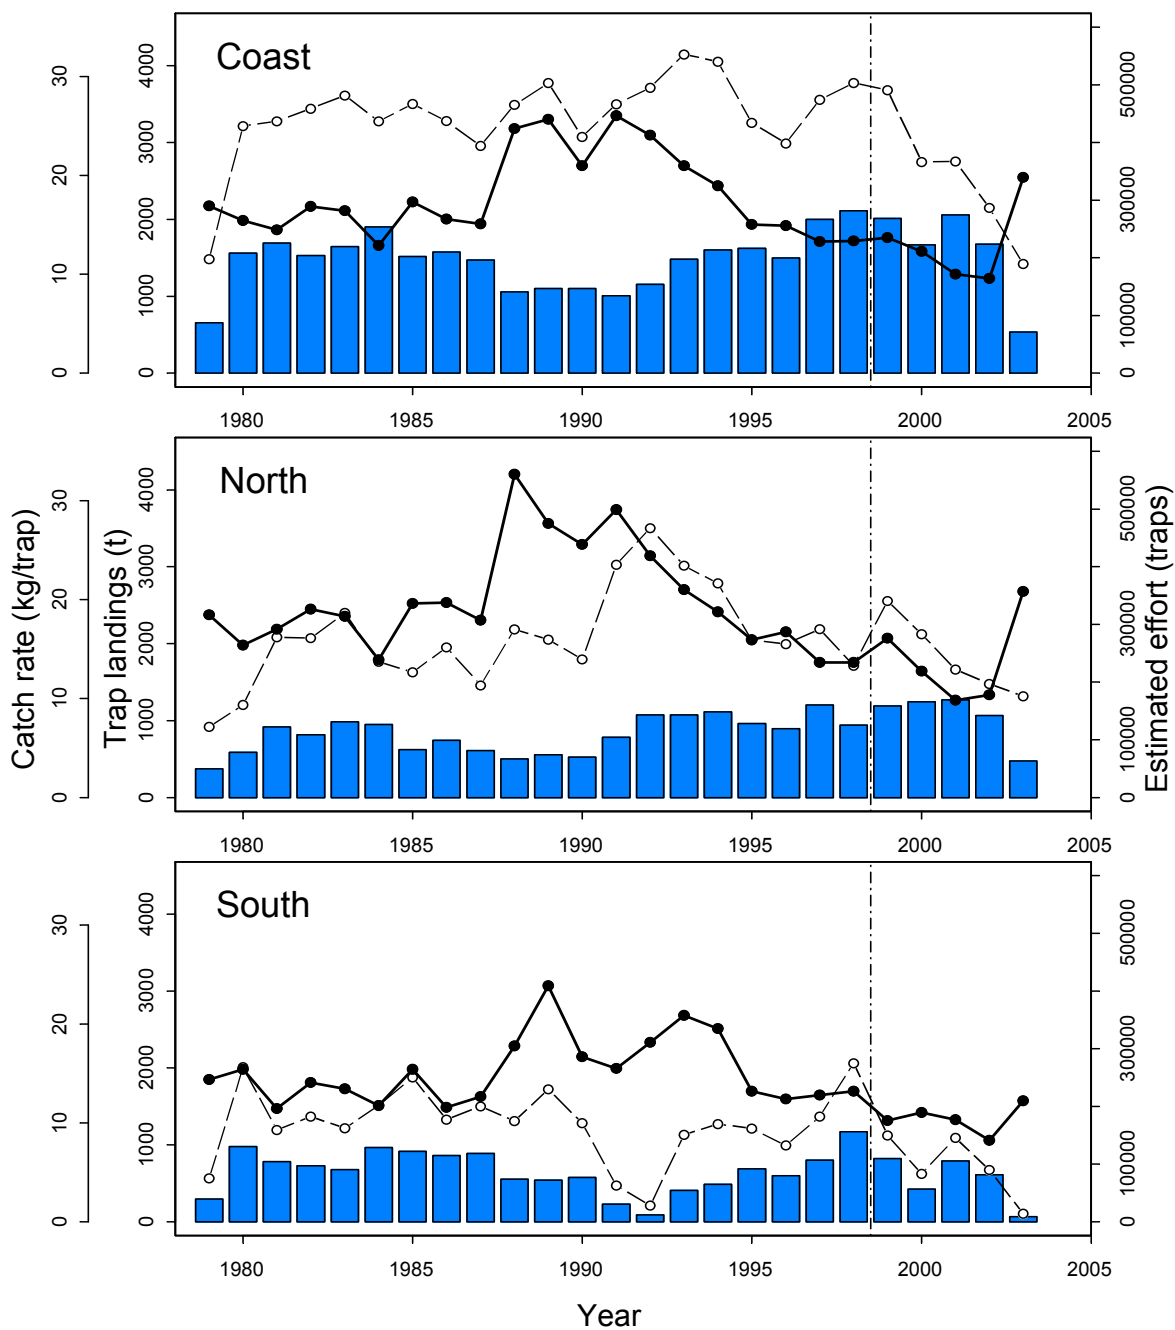 Coast
0 10 20 30
0 1000 2000 3000 4000
0 100000 300000 500000
1980 1985 1990 1995 2000 2005
North
0 10 20 30
0 1000 2000 3000 4000
0 100000 300000 500000
1980 1985 1990 1995 2000 2005
Catch rate (kg/trap)
Trap landings (t)
Estimated effort (traps)
South
0 10 20 30
0 1000 2000 3000 4000
0 100000 300000 500000
1980 1985 1990 1995 2000 2005
Year